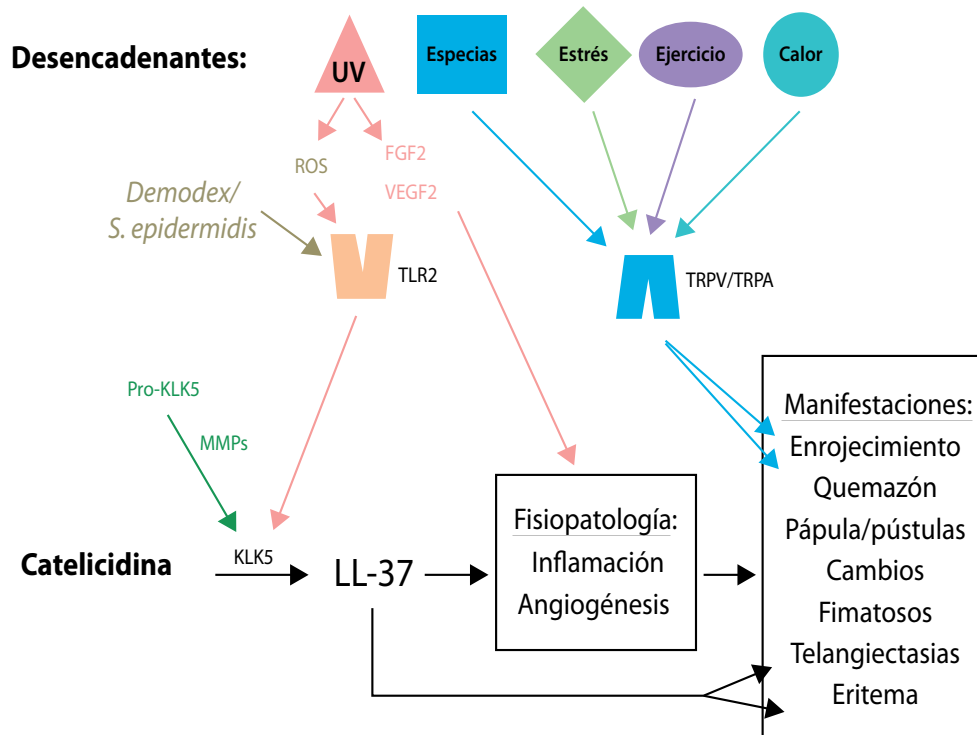 Desencadenantes:
UV
Especias
Estrés
Ejercicio
Calor
ROS
FGF2
VEGF2
Demodex/
S. epidermidis
TLR2
TRPV/TRPA
Pro-KLK5
MMPs
Catelicidina
KLK5
LL-37
Fisiopatología:
Inflamación
Angiogénesis
Manifestaciones:
Enrojecimiento
Quemazón
Pápula/pústulas
Cambios
Fimatosos
Telangiectasias
Eritema